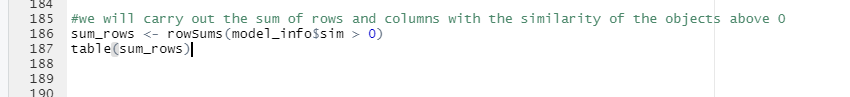 184
185 #we will carry out the sum of rows and columns with the similarity of the objects above 0
186 sum_rows <- rowSums(model_info$sim > 0)
187 table(sum_rows)
188
189
190